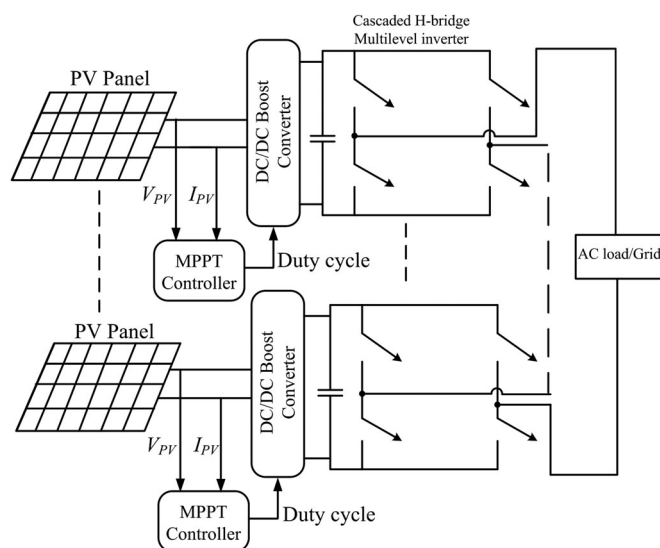 Cascaded H-bridge
Multilevel inverter
PV Panel
DC/DC Boost
Converter
V_PV
I_PV
MPPT
Controller
Duty cycle
AC load/Grid
PV Panel
DC/DC Boost
Converter
V_PV
I_PV
MPPT
Controller
Duty cycle